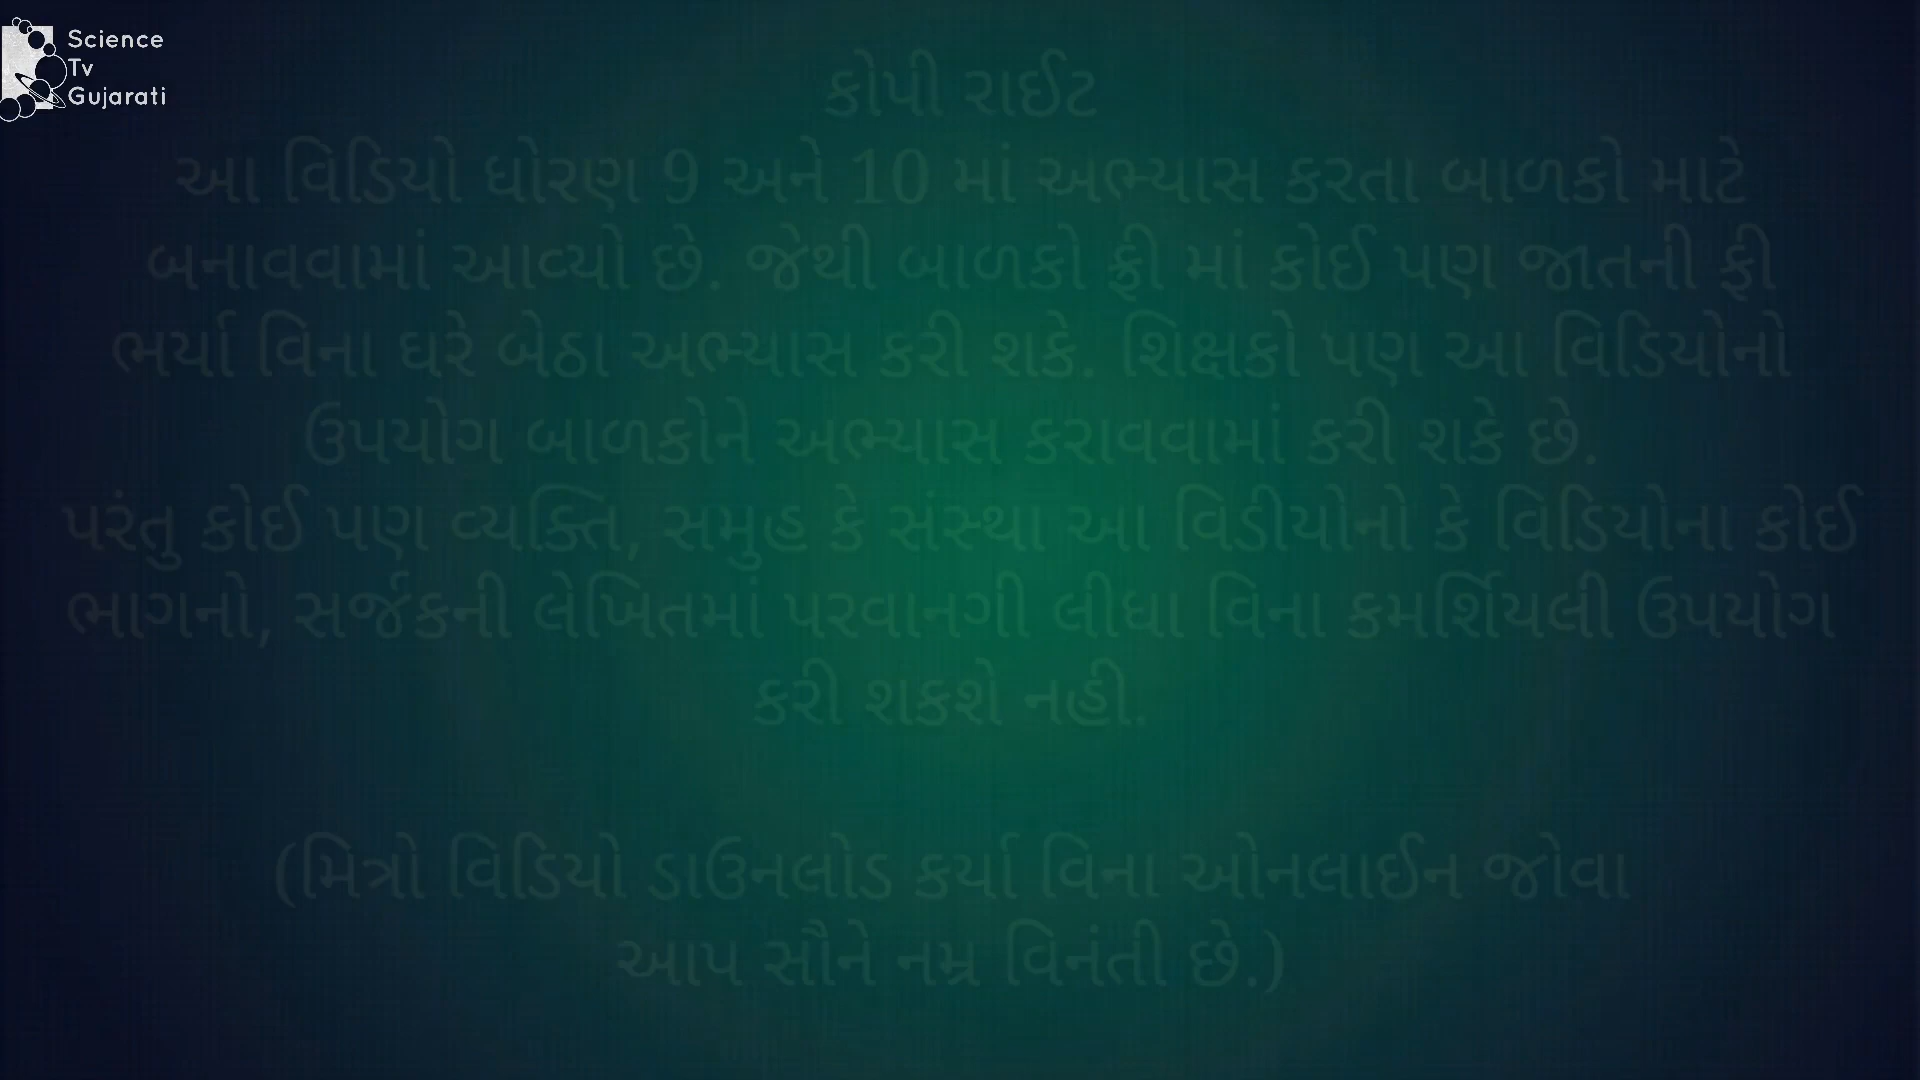 Science
Tv
Gujarati
કોપી રાઈટ
આ વિડિયો ધોરણ 9 અને 10 માં અભ્યાસ કરતા બાળકો માટે
બનાવવામાં આવ્યો છે. જેથી બાળકો ફ્રી માં કોઈ પણ જાતની ફી
ભર્યા વિના ઘરે બેઠા અભ્યાસ કરી શકે. શિક્ષકો પણ આ વિડિયોનો
ઉપયોગ બાળકોને અભ્યાસ કરાવવામાં કરી શકે છે.
પરંતુ કોઈ પણ વ્યક્તિ, સમુહ કે સંસ્થા આ વિડીયોનો કે વિડિયોના કોઈ
ભાગનો, સર્જકની લેખિતમાં પરવાનગી લીધા વિના કમર્શિયલી ઉપયોગ
કરી શકશે નહી.
(મિત્રો વિડિયો ડાઉનલોડ કર્યા વિના ઓનલાઈન જોવા
આપ સૌને નમ્ર વિનંતી છે.)